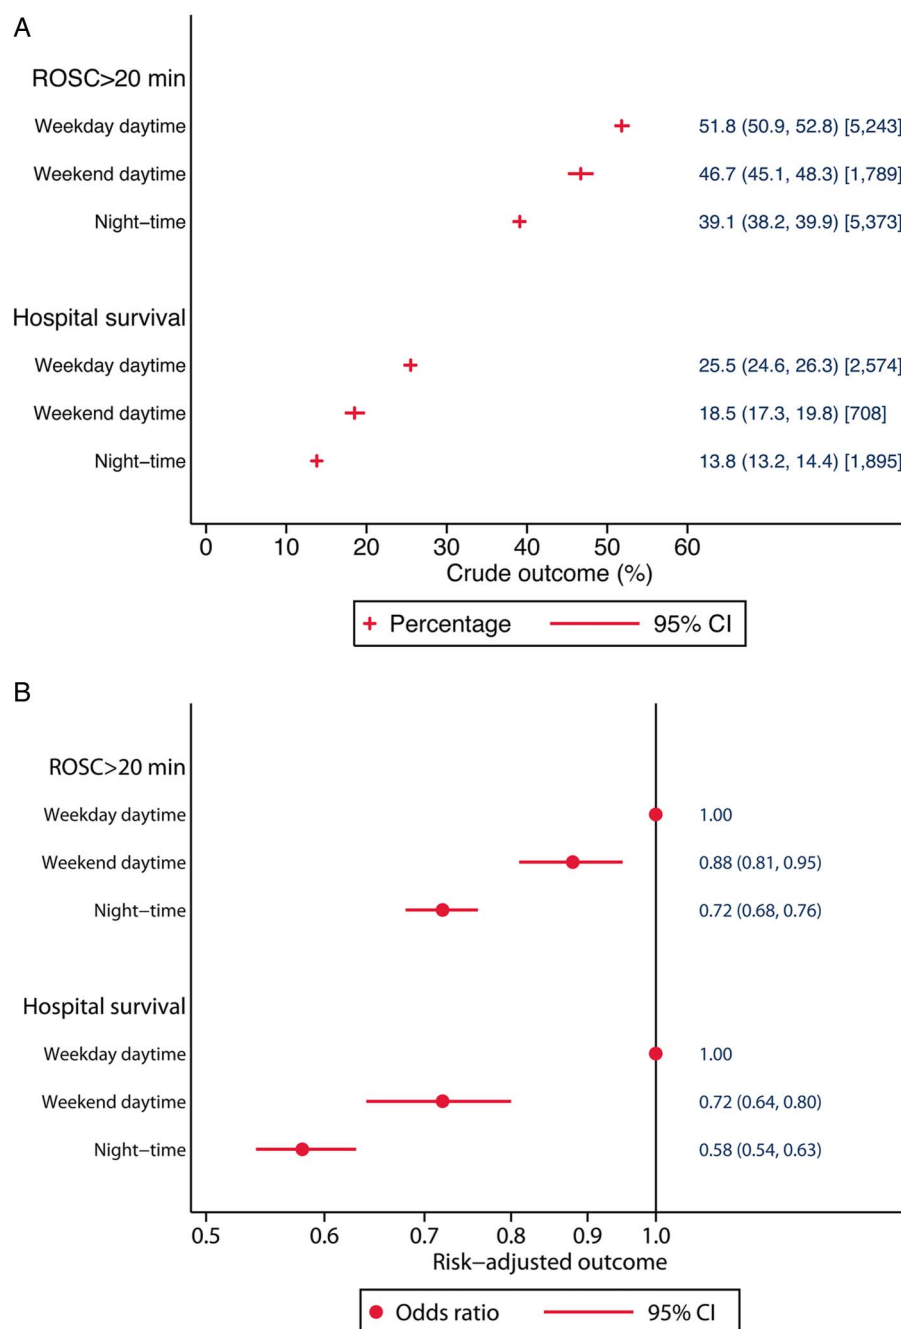 A
ROSC>20 min
Weekday daytime 51.8 (50.9, 52.8) [5,243]
Weekend daytime 46.7 (45.1, 48.3) [1,789]
Night−time 39.1 (38.2, 39.9) [5,373]
Hospital survival
Weekday daytime 25.5 (24.6, 26.3) [2,574]
Weekend daytime 18.5 (17.3, 19.8) [708]
Night−time 13.8 (13.2, 14.4) [1,895]
0 10 20 30 40 50 60
Crude outcome (%)
Percentage 95% CI
B
ROSC>20 min
Weekday daytime 1.00
Weekend daytime 0.88 (0.81, 0.95)
Night−time 0.72 (0.68, 0.76)
Hospital survival
Weekday daytime 1.00
Weekend daytime 0.72 (0.64, 0.80)
Night−time 0.58 (0.54, 0.63)
0.5 0.6 0.7 0.8 0.9 1.0
Risk−adjusted outcome
Odds ratio 95% CI